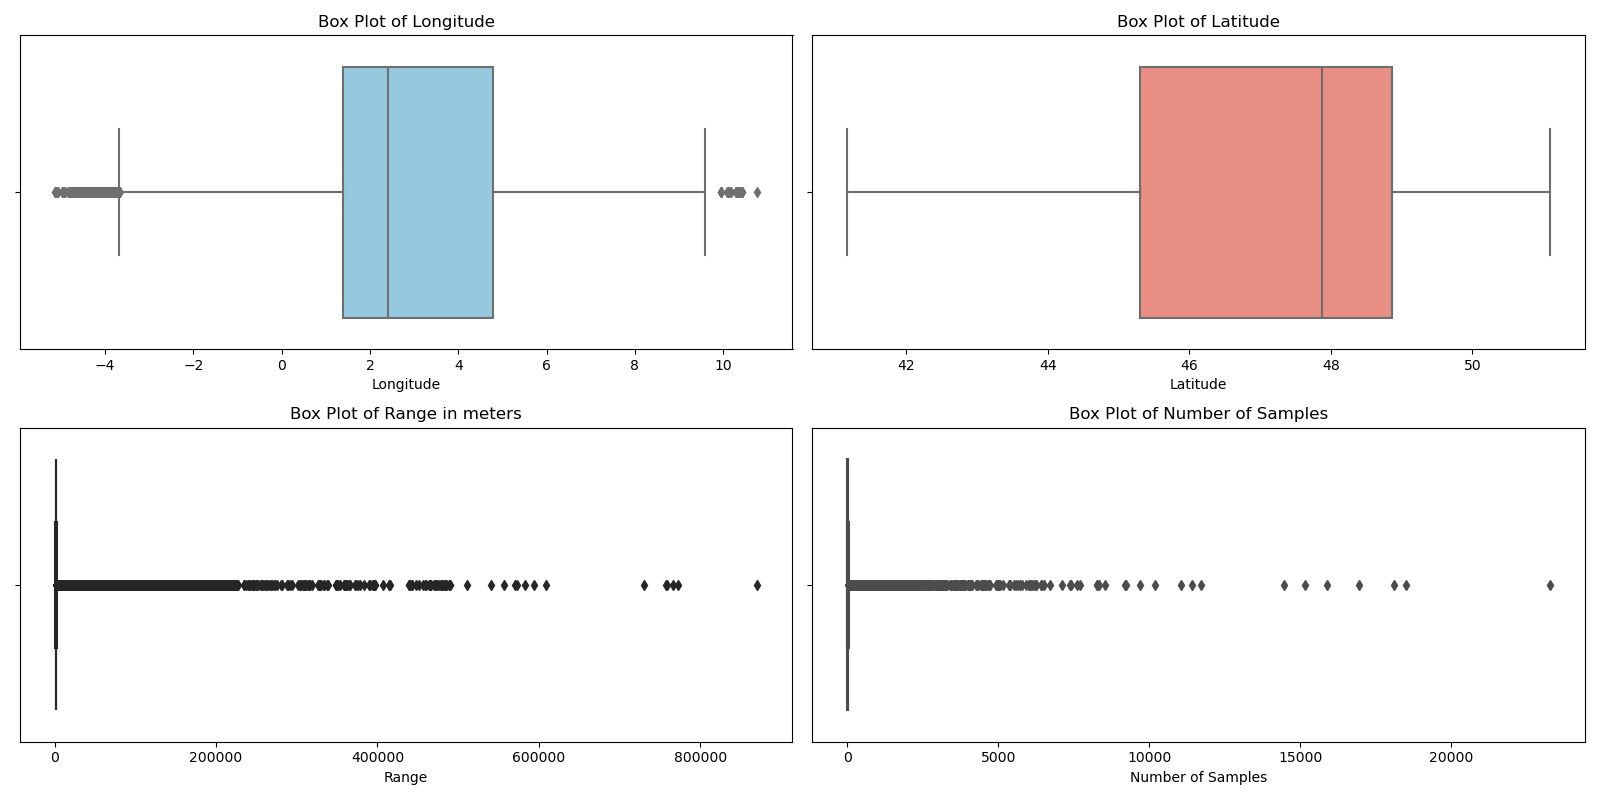 Box Plot of Longitude
−4 −2 0 2 4 6 8 10
Longitude
Box Plot of Latitude
42 44 46 48 50
Latitude
Box Plot of Range in meters
0 200000 400000 600000 800000
Range
Box Plot of Number of Samples
0 5000 10000 15000 20000
Number of Samples